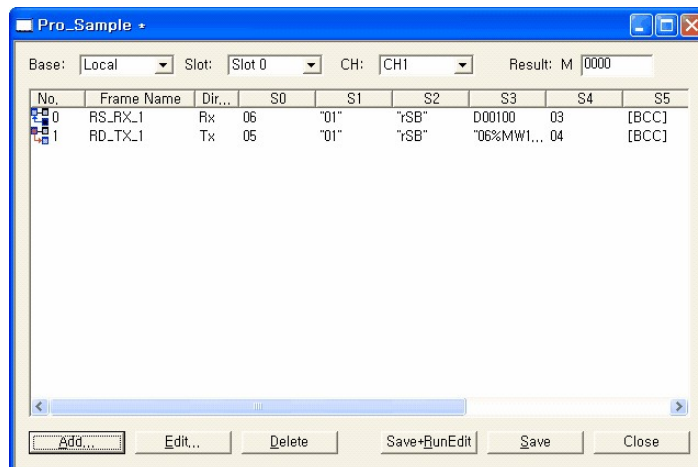 Pro_Sample *
Base: Local Slot: Slot 0 CH: CH1 Result: M 0000
No. Frame Name Dir... S0 S1 S2 S3 S4 S5
0 RS_RX_1 Rx 06 "01" "rSB" D00100 03 [BCC]
1 RD_TX_1 Tx 05 "01" "rSB" "06%MW1... 04 [BCC]
Add... Edit... Delete Save+RunEdit Save Close